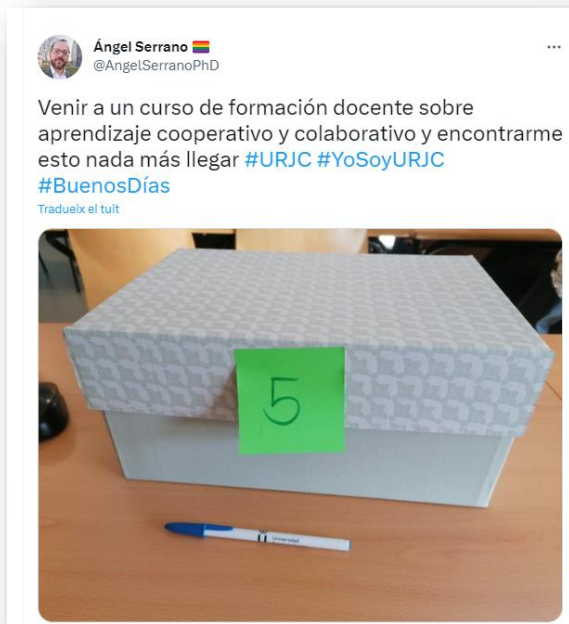 Ángel Serrano
@AngelSerranoPhD
Venir a un curso de formación docente sobre
aprendizaje cooperativo y colaborativo y encontrarme
esto nada más llegar #URJC #YoSoyURJC
#BuenosDías
Tradueix el tuit
5
Universidad